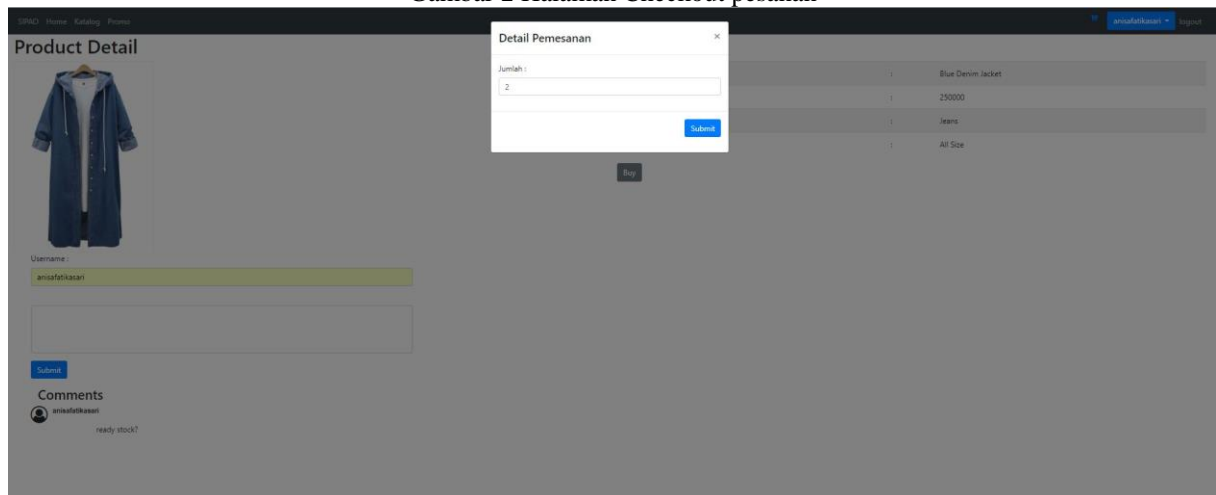 SIPAD Home Katalog Promo anisafatikasari logout
Product Detail
Detail Pemesanan ×
Jumlah :
2
Submit
: Blue Denim Jacket
: 250000
: Jeans
: All Size
Buy
Username :
anisafatikasari
Submit
Comments
anisafatikasari
ready stock?